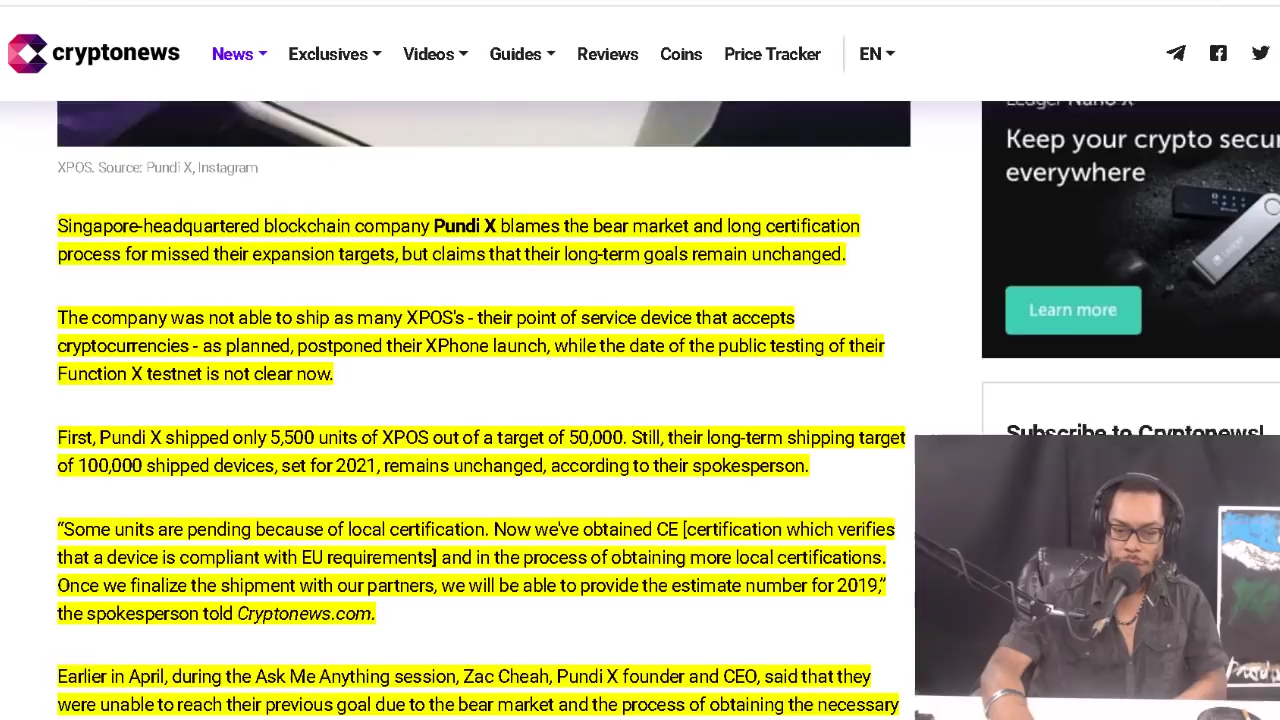 cryptonews
News Exclusives Videos Guides Reviews Coins Price Tracker EN
XPOS. Source: Pundi X, Instagram
Ledger Nano X
Keep your crypto
everywhere
Learn more
Subscribe to Cryptonews!
Singapore-headquartered blockchain company Pundi X blames the bear market and long certification
process for missed their expansion targets, but claims that their long-term goals remain unchanged.
The company was not able to ship as many XPOS's - their point of service device that accepts
cryptocurrencies - as planned, postponed their XPhone launch, while the date of the public testing of their
Function X testnet is not clear now.
First, Pundi X shipped only 5,500 units of XPOS out of a target of 50,000. Still, their long-term shipping target
of 100,000 shipped devices, set for 2021, remains unchanged, according to their spokesperson.
“Some units are pending because of local certification. Now we've obtained CE [certification which verifies
that a device is compliant with EU requirements] and in the process of obtaining more local certifications.
Once we finalize the shipment with our partners, we will be able to provide the estimate number for 2019,”
the spokesperson told Cryptonews.com.
Earlier in April, during the Ask Me Anything session, Zac Cheah, Pundi X founder and CEO, said that they
were unable to reach their previous goal due to the bear market and the process of obtaining the necessary